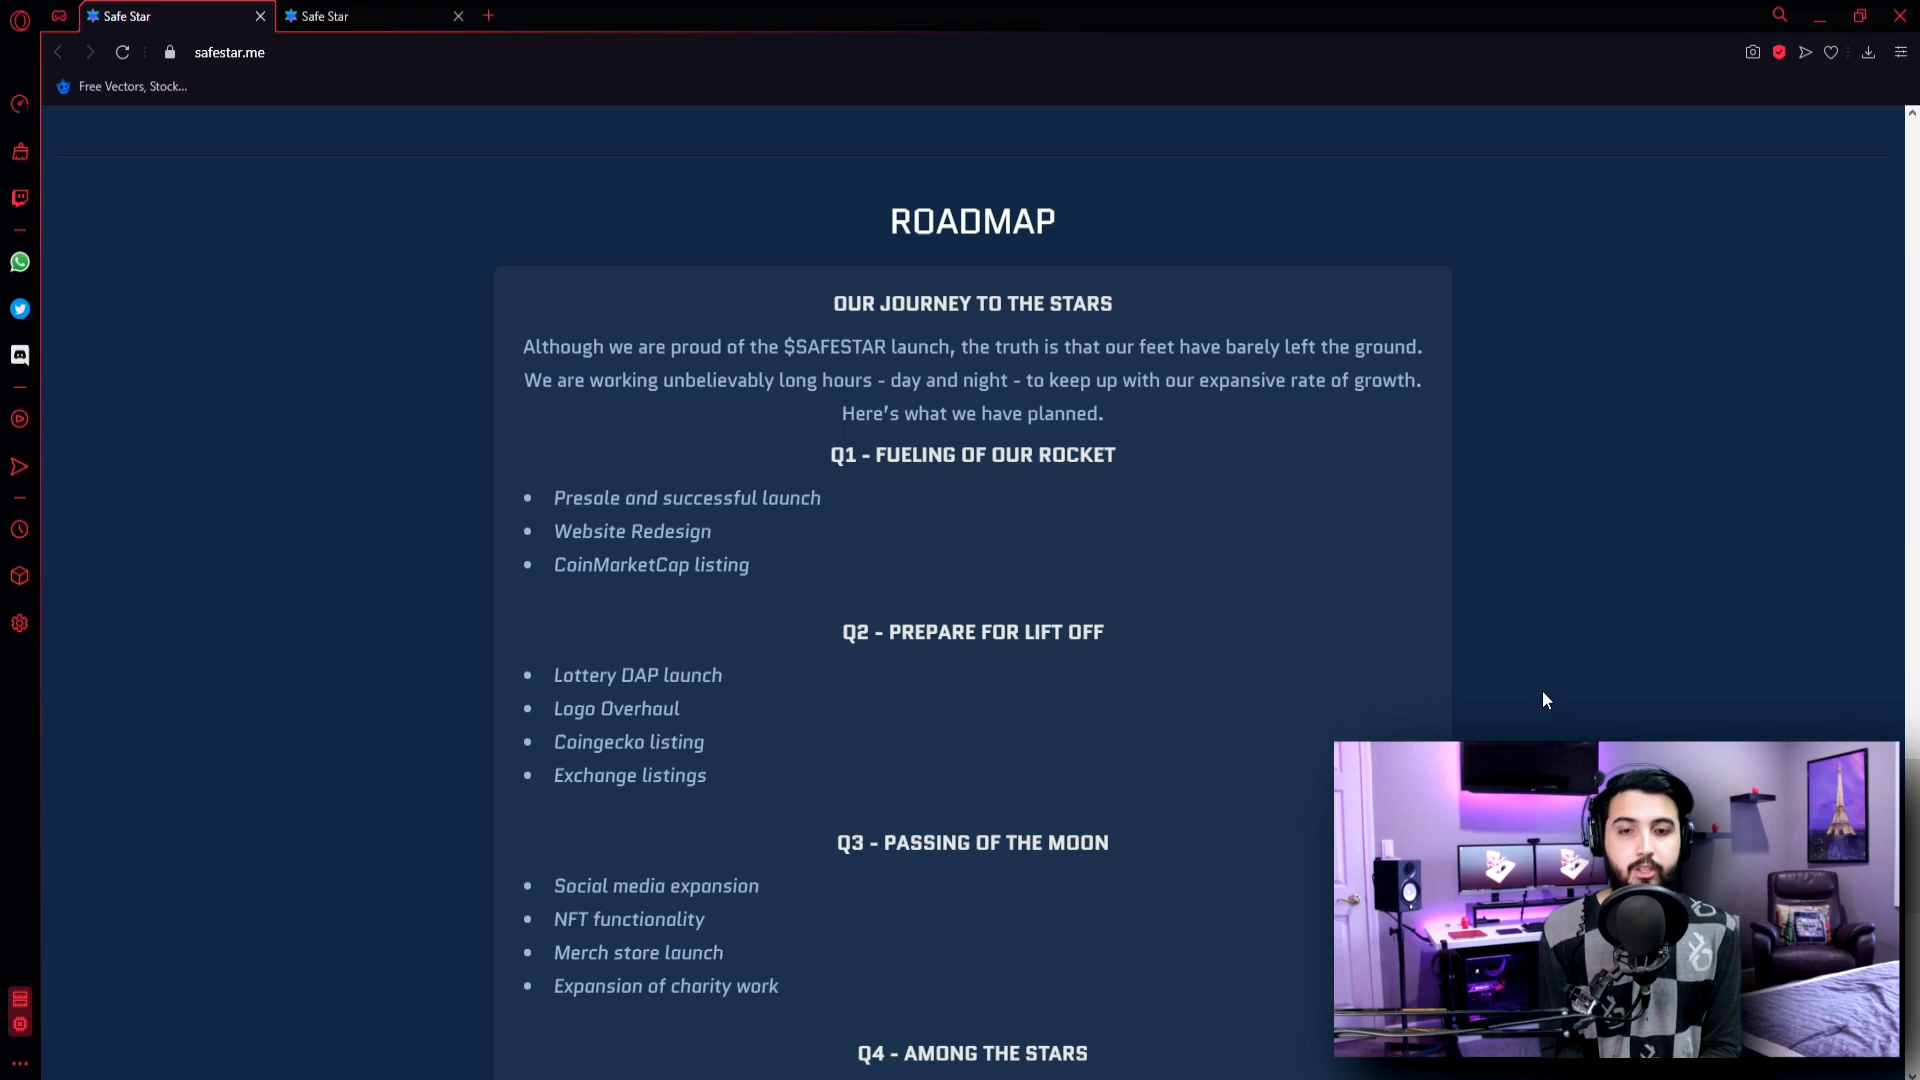 Safe Star
Safe Star
safestar.me
Free Vectors, Stock...
ROADMAP
OUR JOURNEY TO THE STARS
Although we are proud of the $SAFESTAR launch, the truth is that our feet have barely left the ground.
We are working unbelievably long hours - day and night - to keep up with our expansive rate of growth.
Here's what we have planned.
Q1 - FUELING OF OUR ROCKET
• Presale and successful launch
• Website Redesign
• CoinMarketCap listing
Q2 - PREPARE FOR LIFT OFF
• Lottery DAP launch
• Logo Overhaul
• Coingecko listing
• Exchange listings
Q3 - PASSING OF THE MOON
• Social media expansion
• NFT functionality
• Merch store launch
• Expansion of charity work
Q4 - AMONG THE STARS